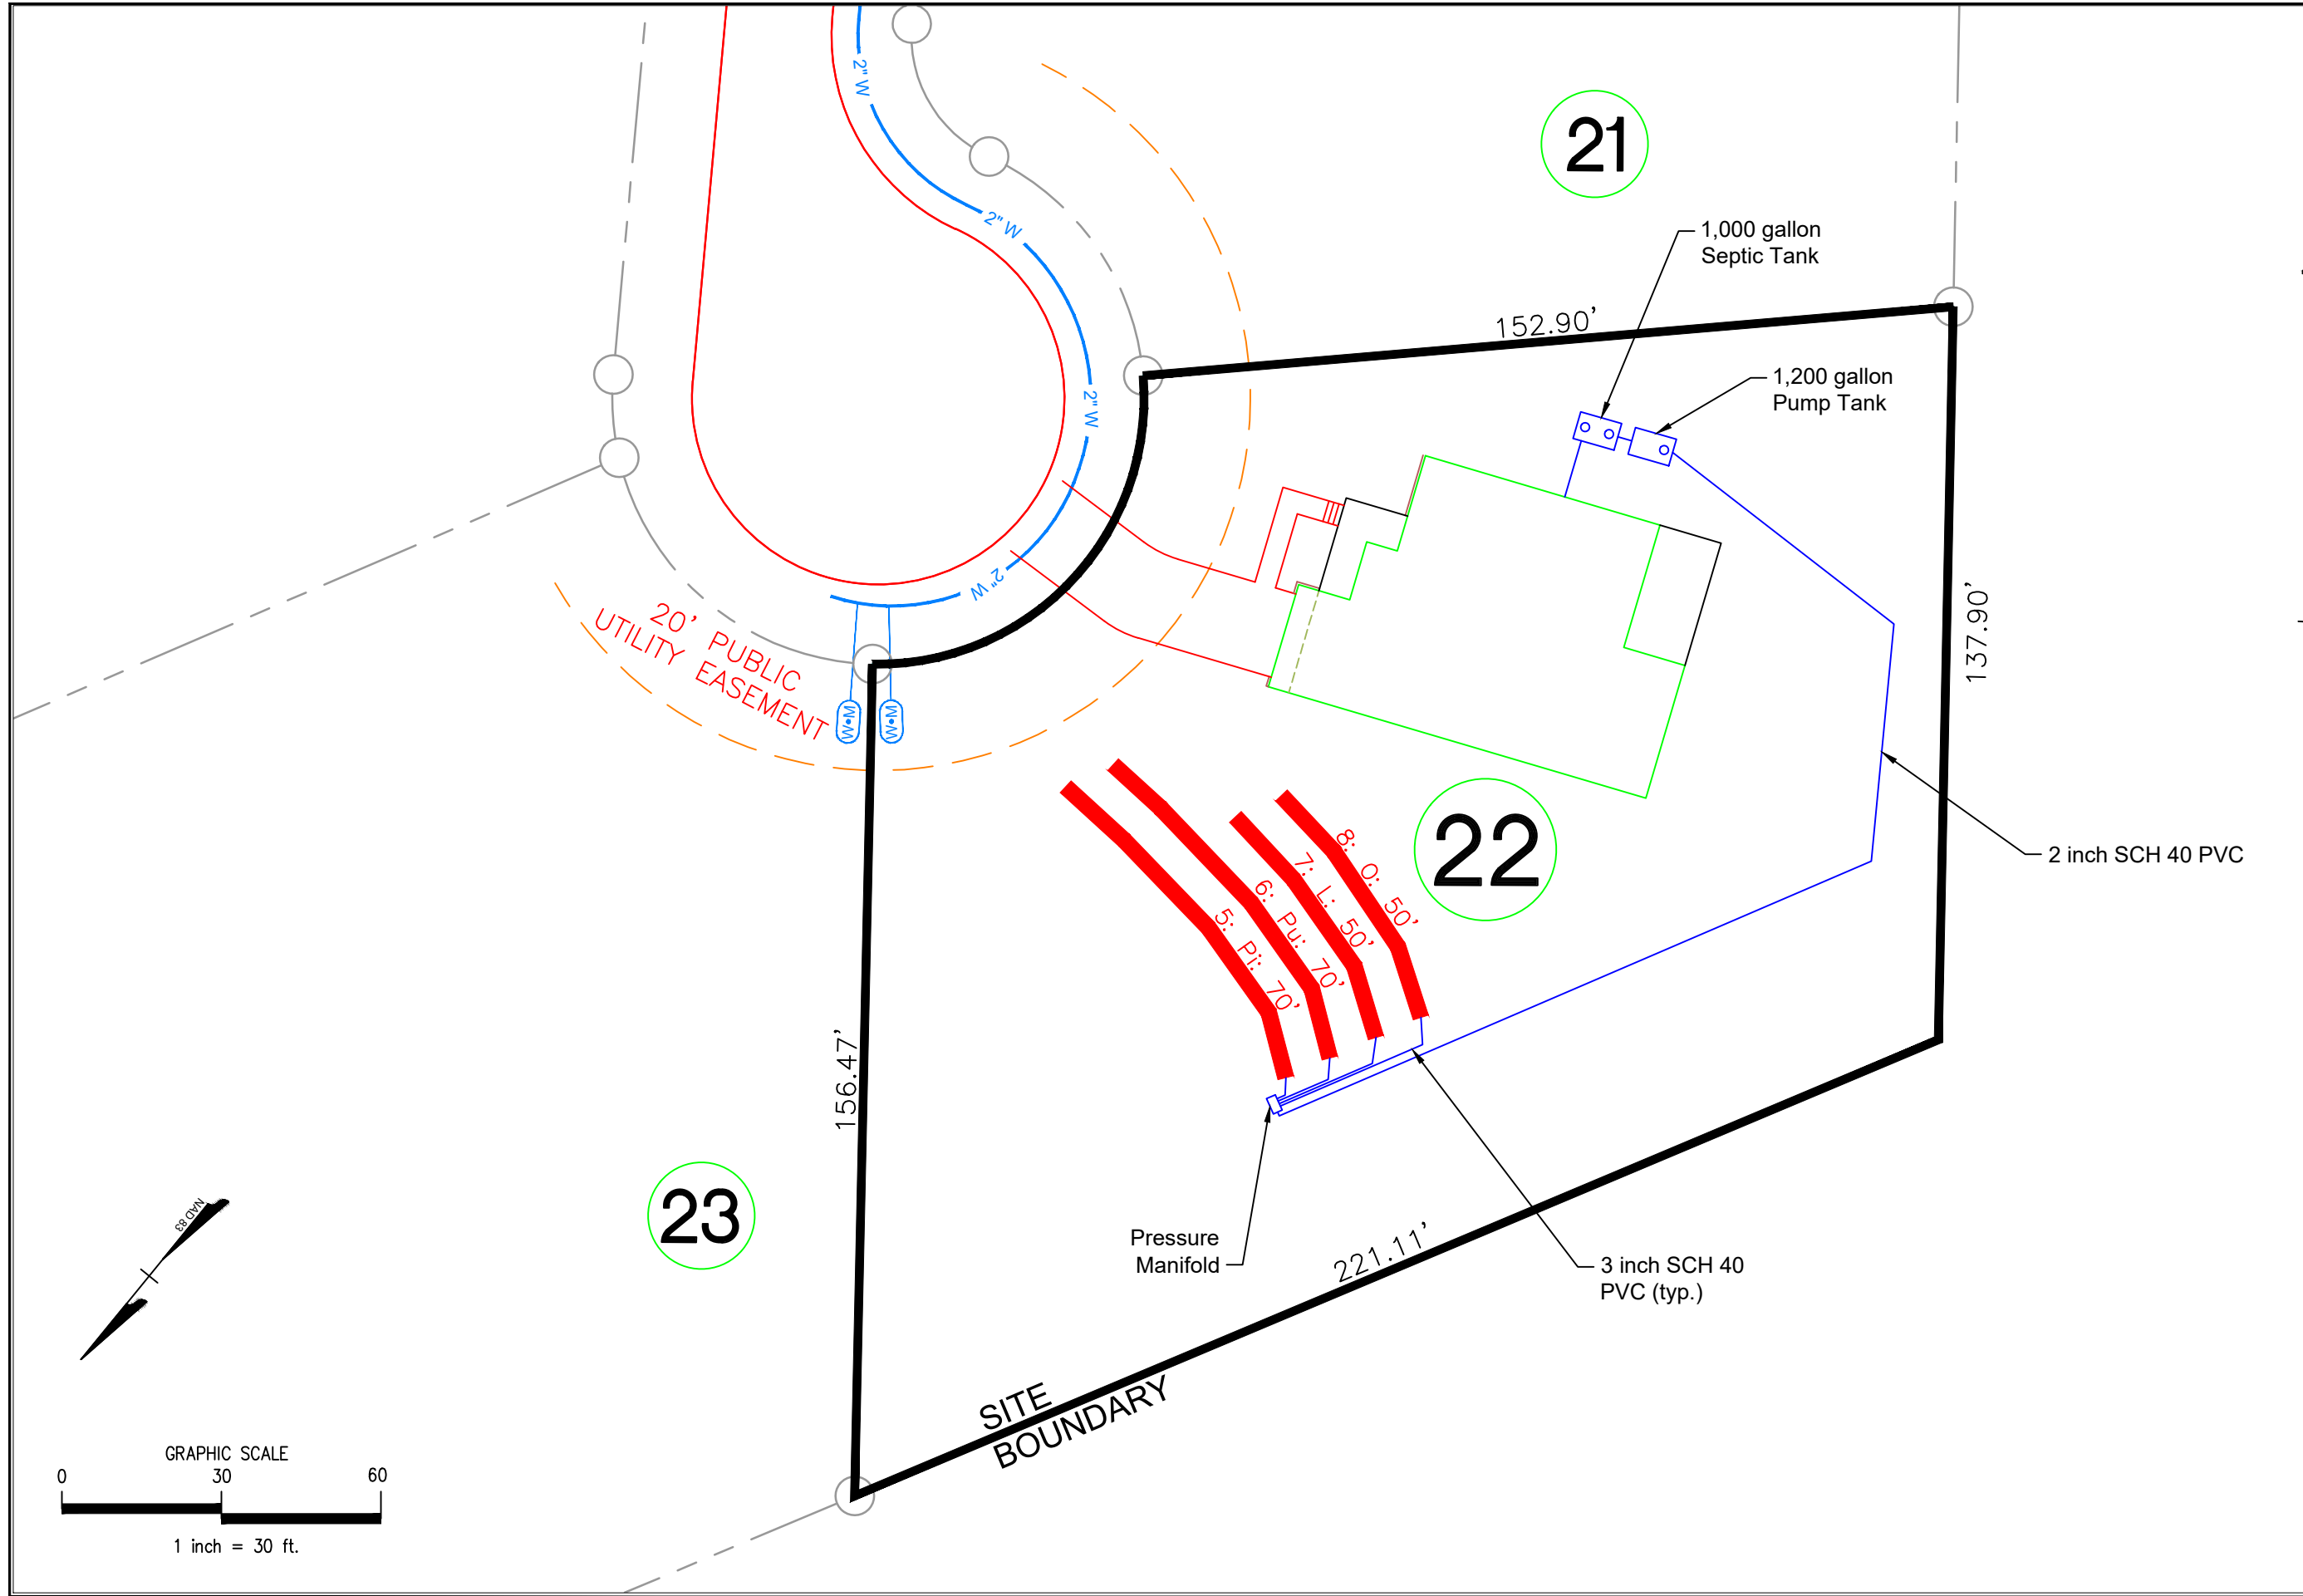 2" W
21
2" W
1,000 gallon
Septic Tank
152.90'
1,200 gallon
Pump Tank
2" W
2" W
20' PUBLIC
UTILITY EASEMENT
W•M
W•M
137.90'
22
2 inch SCH 40 PVC
8: O: 50'
7: L: 50'
6: Pu: 70'
5: Pi: 70'
156.47'
23
NAD 83
Pressure
Manifold
221.11'
3 inch SCH 40
PVC (typ.)
SITE
BOUNDARY
GRAPHIC SCALE
0 30 60
1 inch = 30 ft.